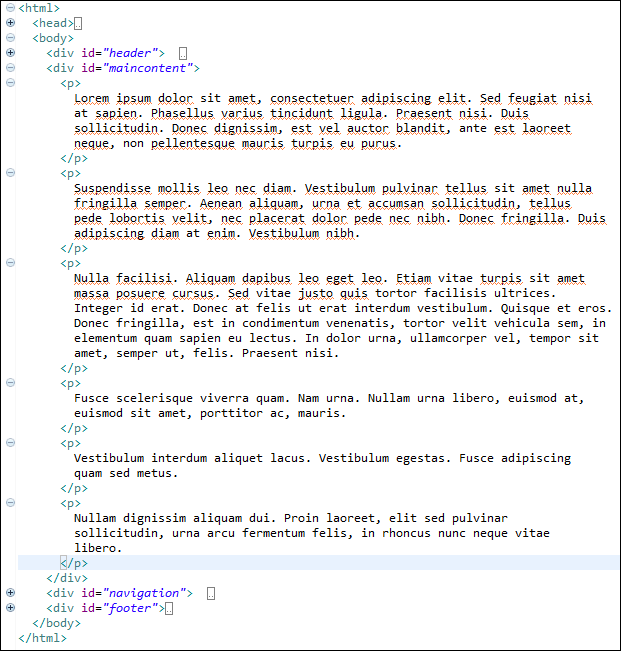 <html>
<head>
<body>
<div id="header">
<div id="maincontent">
<p>
Lorem ipsum dolor sit amet, consectetuer adipiscing elit. Sed feugiat nisi
at sapien. Phasellus varius tincidunt ligula. Praesent nisi. Duis
sollicitudin. Donec dignissim, est vel auctor blandit, ante est laoreet
neque, non pellentesque mauris turpis eu purus.
</p>
<p>
Suspendisse mollis leo nec diam. Vestibulum pulvinar tellus sit amet nulla
fringilla semper. Aenean aliquam, urna et accumsan sollicitudin, tellus
pede lobortis velit, nec placerat dolor pede nec nibh. Donec fringilla. Duis
adipiscing diam at enim. Vestibulum nibh.
</p>
<p>
Nulla facilisi. Aliquam dapibus leo eget leo. Etiam vitae turpis sit amet
massa posuere cursus. Sed vitae justo quis tortor facilisis ultrices.
Integer id erat. Donec at felis ut erat interdum vestibulum. Quisque et eros.
Donec fringilla, est in condimentum venenatis, tortor velit vehicula sem, in
elementum quam sapien eu lectus. In dolor urna, ullamcorper vel, tempor sit
amet, semper ut, felis. Praesent nisi.
</p>
<p>
Fusce scelerisque viverra quam. Nam urna. Nullam urna libero, euismod at,
euismod sit amet, porttitor ac, mauris.
</p>
<p>
Vestibulum interdum aliquet lacus. Vestibulum egestas. Fusce adipiscing
quam sed metus.
</p>
<p>
Nullam dignissim aliquam dui. Proin laoreet, elit sed pulvinar
sollicitudin, urna arcu fermentum felis, in rhoncus nunc neque vitae
libero.
</p>
</div>
<div id="navigation">
<div id="footer">
</body>
</html>